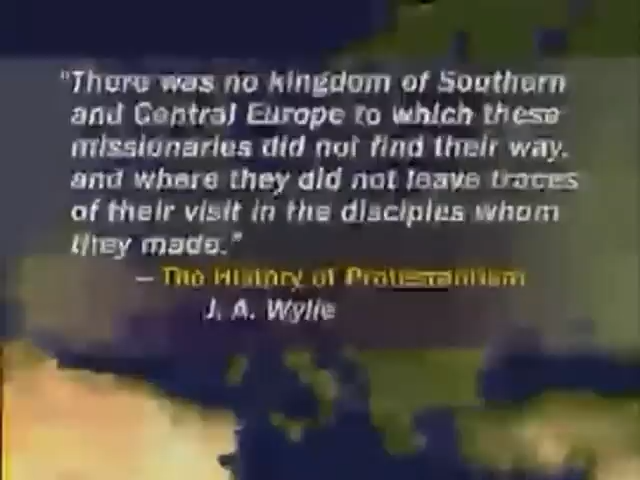 "There was no kingdom of Southern
and Central Europe to which these
missionaries did not find their way,
and where they did not leave traces
of their visit in the disciples whom
they made."
– The History of Protestantism
J. A. Wylie